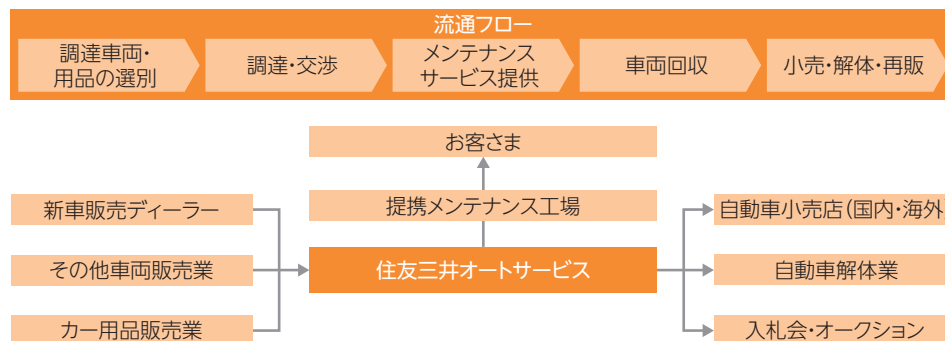 流通フロー
調達車両・
用品の選別
調達・交渉
メンテナンス
サービス提供
車両回収
小売・解体・再販
お客さま
新車販売ディーラー
提携メンテナンス工場
自動車小売店(国内・海外)
その他車両販売業
住友三井オートサービス
自動車解体業
カー用品販売業
入札会・オークション